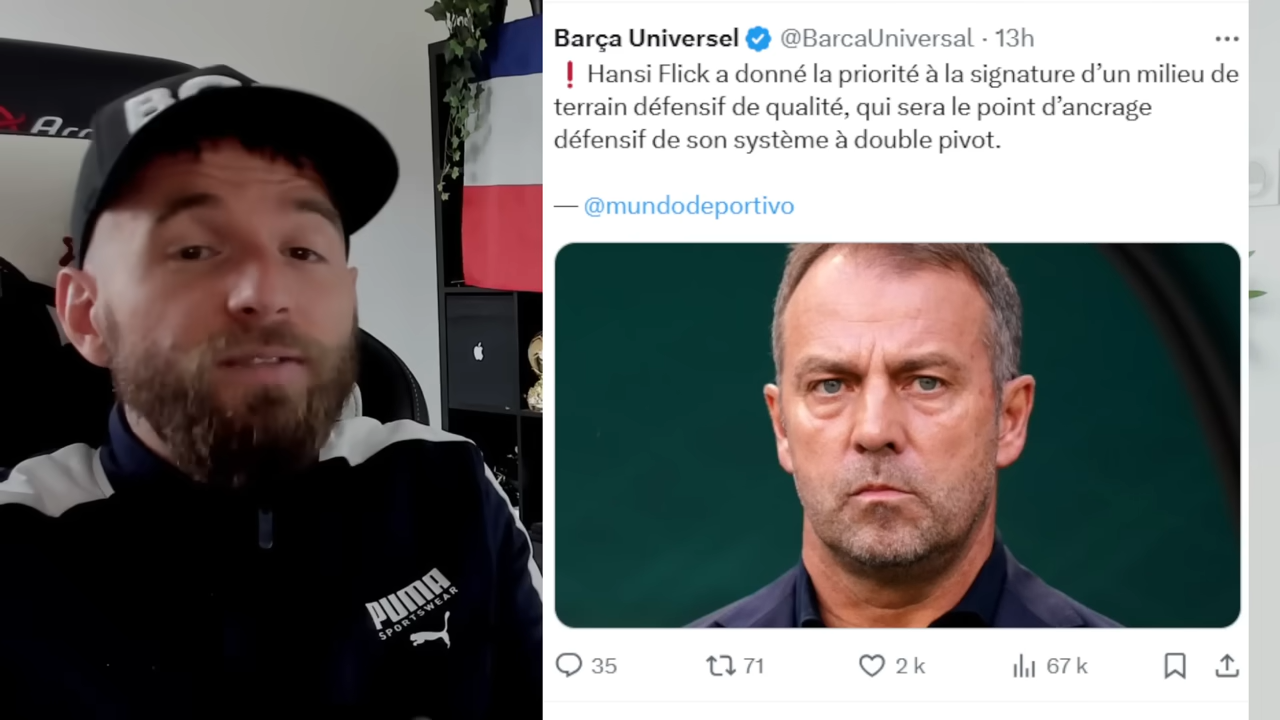 Barça Universel @BarcaUniversal · 13h
❗ Hansi Flick a donné la priorité à la signature d’un milieu de
terrain défensif de qualité, qui sera le point d’ancrage
défensif de son système à double pivot.
— @mundodeportivo
35 71 2 k 67 k
PUMA
SPORTSWEAR